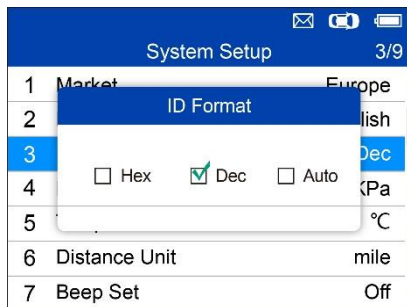 System Setup 3/9
1 Market Europe
ID Format
2 lish
3 Dec
Hex Dec Auto
4 KPa
5 °C
6 Distance Unit mile
7 Beep Set Off